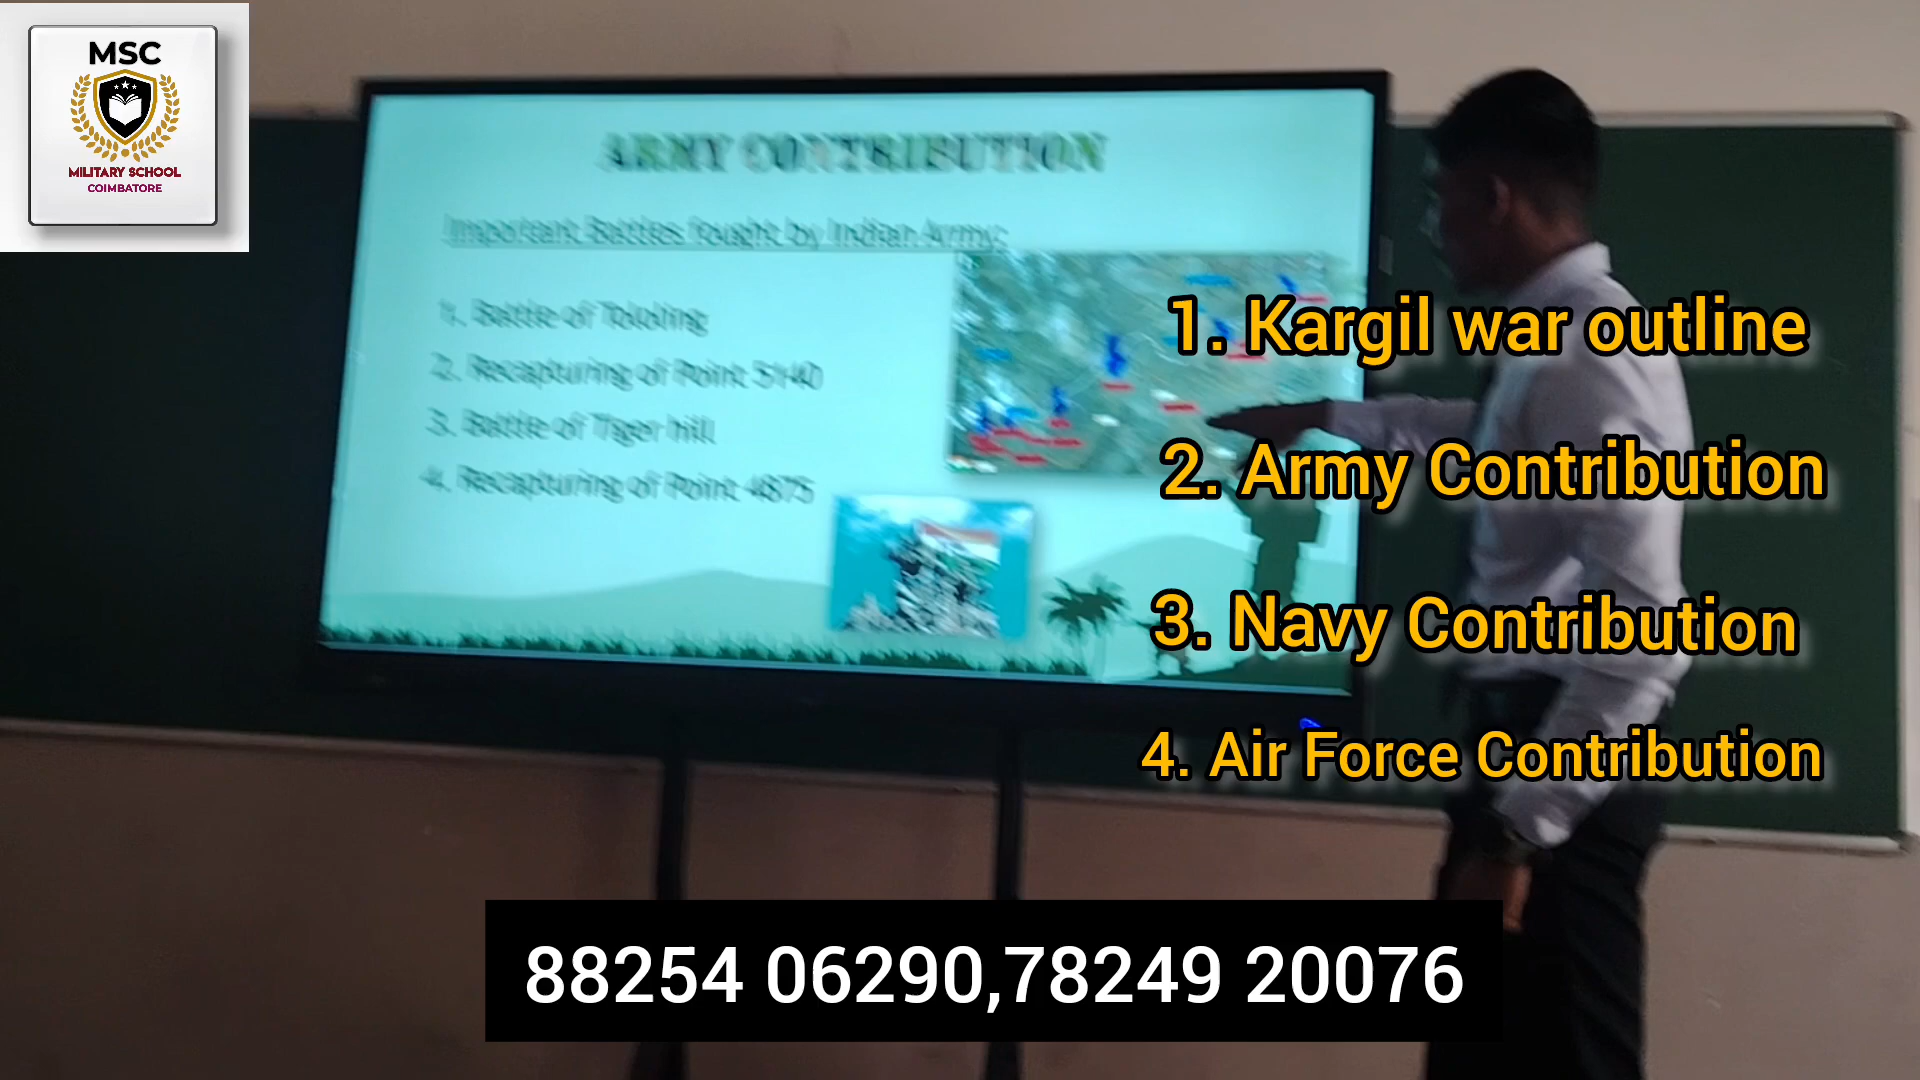 MSC
MILITARY SCHOOL
COIMBATORE
ARMY CONTRIBUTION
Important Battles fought by Indian Army:
1. Battle of Tololing
2. Recapturing of Point 5140
3. Battle of Tiger hill
4. Recapturing of Point 4875
1. Kargil war outline
2. Army Contribution
3. Navy Contribution
4. Air Force Contribution
88254 06290,78249 20076